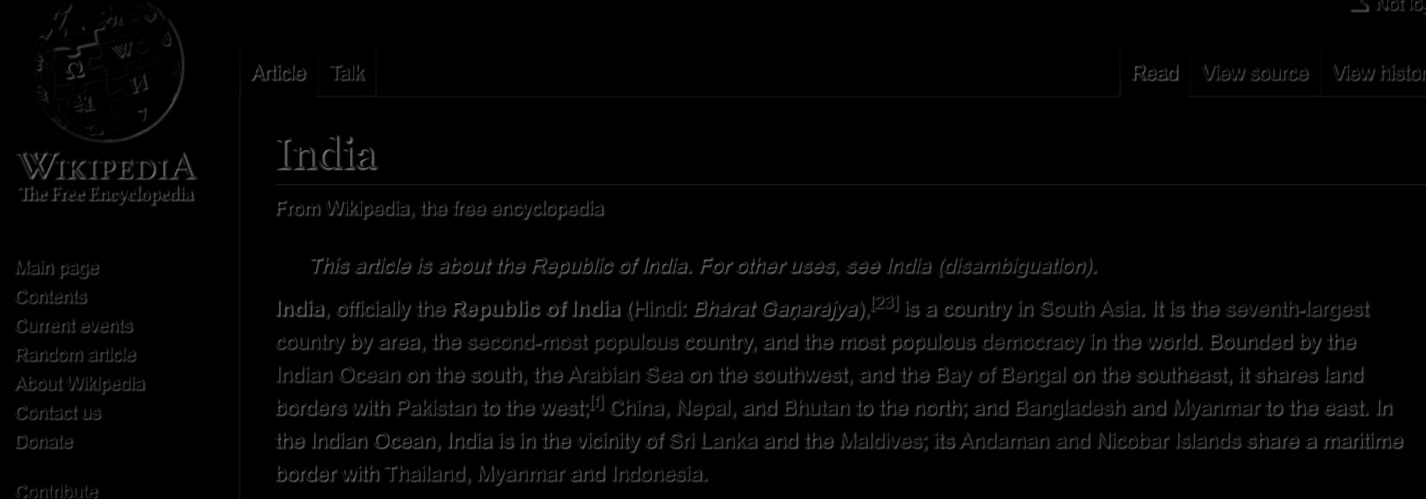 Not log
Article Talk Read View source View histor
WIKIPEDIA
The Free Encyclopedia
India
From Wikipedia, the free encyclopedia
This article is about the Republic of India. For other uses, see India (disambiguation).
India, officially the Republic of India (Hindi: Bhārat Gaṇarājya),[23] is a country in South Asia. It is the seventh-largest
country by area, the second-most populous country, and the most populous democracy in the world. Bounded by the
Indian Ocean on the south, the Arabian Sea on the southwest, and the Bay of Bengal on the southeast, it shares land
borders with Pakistan to the west;[f] China, Nepal, and Bhutan to the north; and Bangladesh and Myanmar to the east. In
the Indian Ocean, India is in the vicinity of Sri Lanka and the Maldives; its Andaman and Nicobar Islands share a maritime
border with Thailand, Myanmar and Indonesia.
Main page
Contents
Current events
Random article
About Wikipedia
Contact us
Donate
Contribute